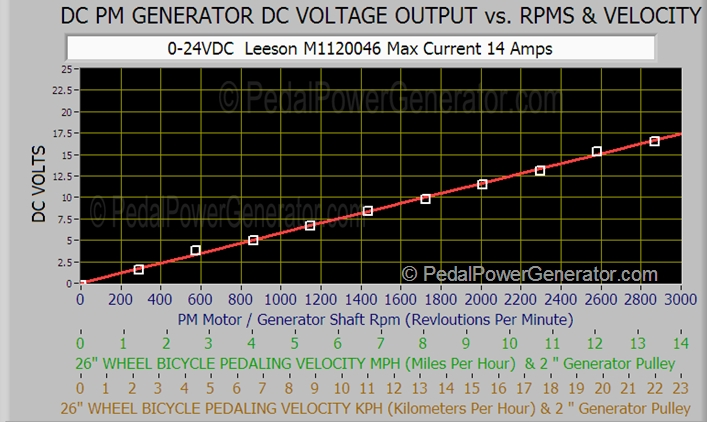 DC PM GENERATOR DC VOLTAGE OUTPUT vs. RPMS & VELOCITY
0-24VDC Leeson M1120046 Max Current 14 Amps
25
22.5
20
17.5
15
12.5
10
7.5
5
2.5
0
DC VOLTS
© PedalPowerGenerator.com
© PedalPowerGenerator.com
© PedalPowerGenerator.com
0 200 400 600 800 1000 1200 1400 1600 1800 2000 2200 2400 2600 2800 3000
PM Motor / Generator Shaft Rpm (Revloutions Per Minute)
0 1 2 3 4 5 6 7 8 9 10 11 12 13 14
26" WHEEL BICYCLE PEDALING VELOCITY MPH (Miles Per Hour) & 2 " Generator Pulley
0 1 2 3 4 5 6 7 8 9 10 11 12 13 14 15 16 17 18 19 20 21 22 23
26" WHEEL BICYCLE PEDALING VELOCITY KPH (Kilometers Per Hour) & 2 " Generator Pulley